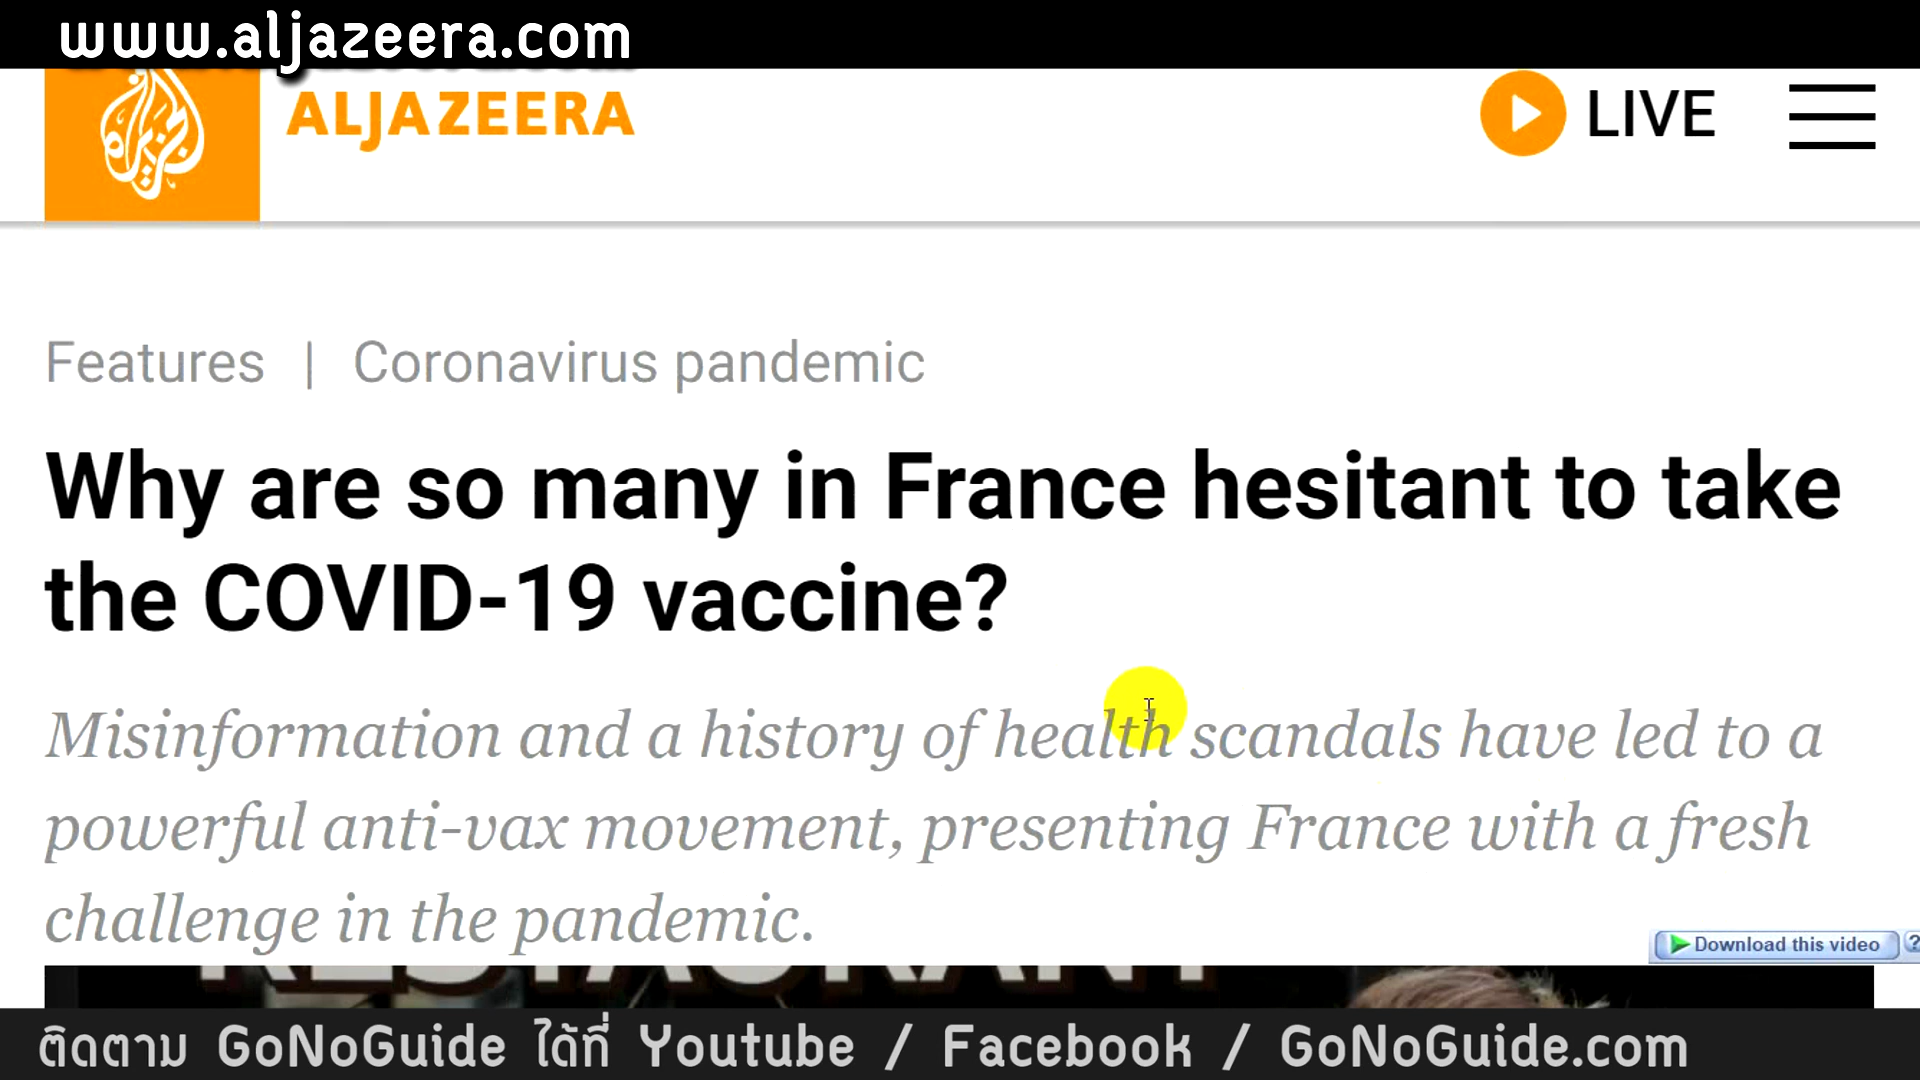 www.aljazeera.com
ALJAZEERA
LIVE
Features | Coronavirus pandemic
Why are so many in France hesitant to take
the COVID-19 vaccine?
Misinformation and a history of health scandals have led to a
powerful anti-vax movement, presenting France with a fresh
challenge in the pandemic.
Download this video ?
RESTAURANT
ติดตาม GoNoGuide ได้ที่ Youtube / Facebook / GoNoGuide.com